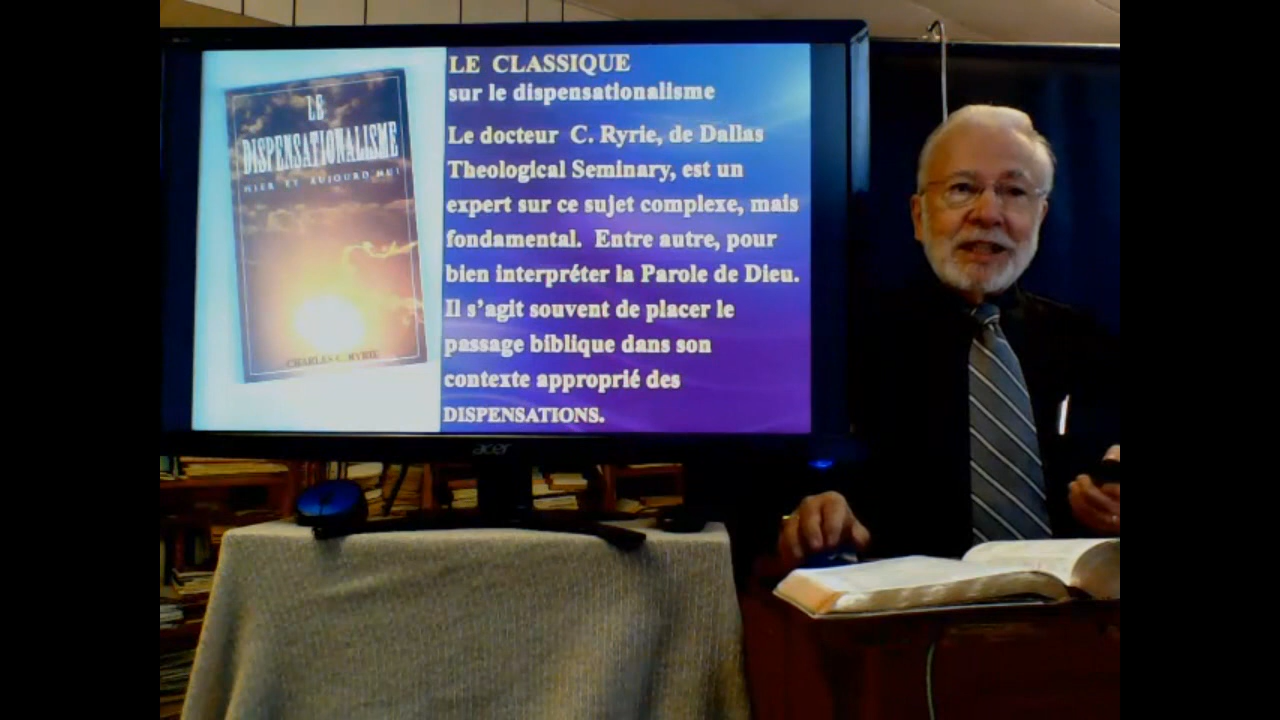 LE
DISPENSATIONALISME
HIER ET AUJOURD'HUI
CHARLES C. RYRIE
LE CLASSIQUE
sur le dispensationalisme
Le docteur C. Ryrie, de Dallas
Theological Seminary, est un
expert sur ce sujet complexe, mais
fondamental. Entre autre, pour
bien interpréter la Parole de Dieu.
Il s'agit souvent de placer le
passage biblique dans son
contexte approprié des
DISPENSATIONS.
acer